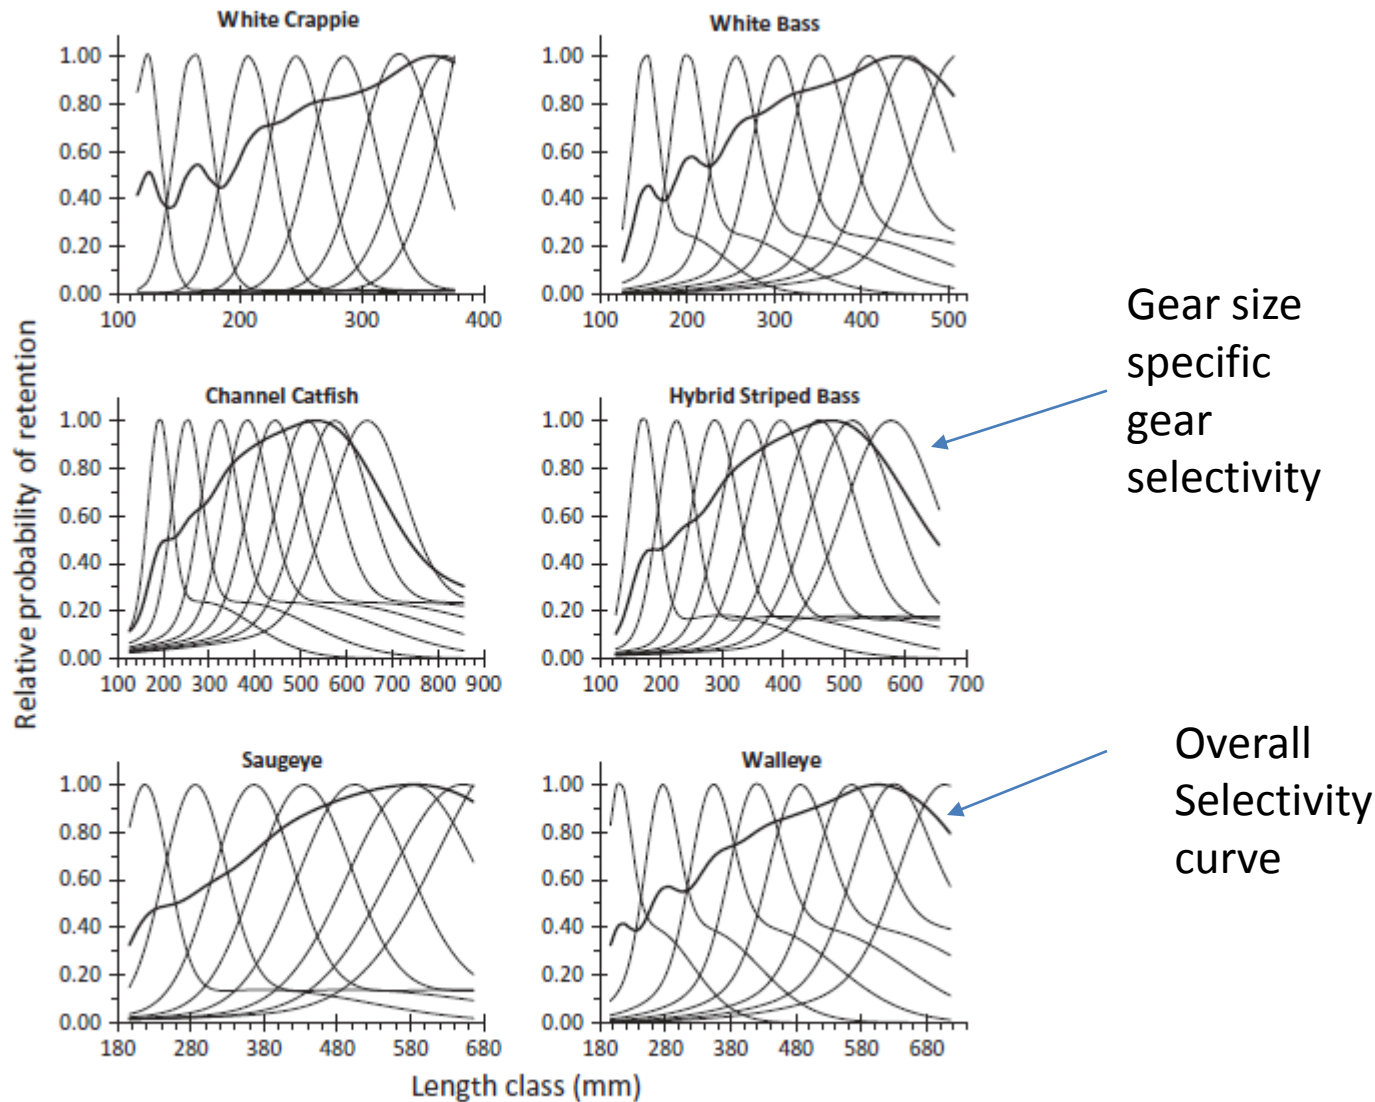 White Crappie
White Bass
1.00
0.80
0.60
0.40
0.20
0.00
100 200 300 400
1.00
0.80
0.60
0.40
0.20
0.00
100 200 300 400 500
Channel Catfish
Hybrid Striped Bass
1.00
0.80
0.60
0.40
0.20
0.00
100 200 300 400 500 600 700 800 900
1.00
0.80
0.60
0.40
0.20
0.00
100 200 300 400 500 600 700
Saugeye
Walleye
1.00
0.80
0.60
0.40
0.20
0.00
180 280 380 480 580 680
1.00
0.80
0.60
0.40
0.20
0.00
180 280 380 480 580 680
Relative probability of retention
Length class (mm)
Gear size
specific
gear
selectivity
Overall
Selectivity
curve